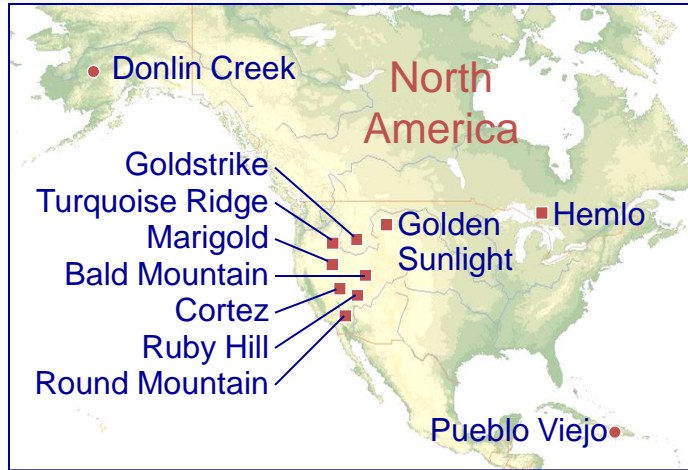 Donlin Creek
North
America
Goldstrike
Turquoise Ridge
Marigold
Bald Mountain
Cortez
Ruby Hill
Round Mountain
Golden
Sunlight
Hemlo
Pueblo Viejo